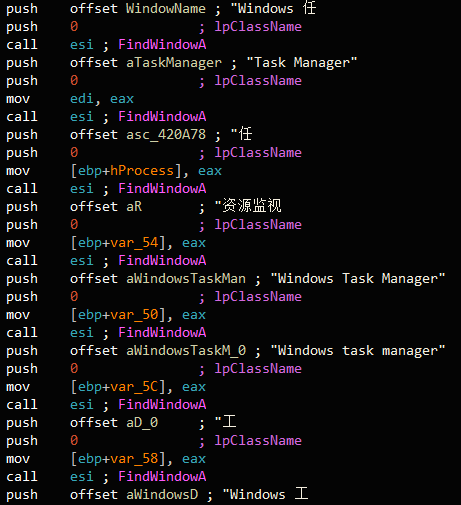 push offset WindowName ; "Windows 任
push 0 ; lpClassName
call esi ; FindWindowA
push offset aTaskManager ; "Task Manager"
push 0 ; lpClassName
mov edi, eax
call esi ; FindWindowA
push offset asc_420A78 ; "任
push 0 ; lpClassName
mov [ebp+hProcess], eax
call esi ; FindWindowA
push offset aR ; "资源监视
push 0 ; lpClassName
mov [ebp+var_54], eax
call esi ; FindWindowA
push offset aWindowsTaskMan ; "Windows Task Manager"
push 0 ; lpClassName
mov [ebp+var_50], eax
call esi ; FindWindowA
push offset aWindowsTaskM_0 ; "Windows task manager"
push 0 ; lpClassName
mov [ebp+var_5C], eax
call esi ; FindWindowA
push offset aD_0 ; "工
push 0 ; lpClassName
mov [ebp+var_58], eax
call esi ; FindWindowA
push offset aWindowsD ; "Windows 工